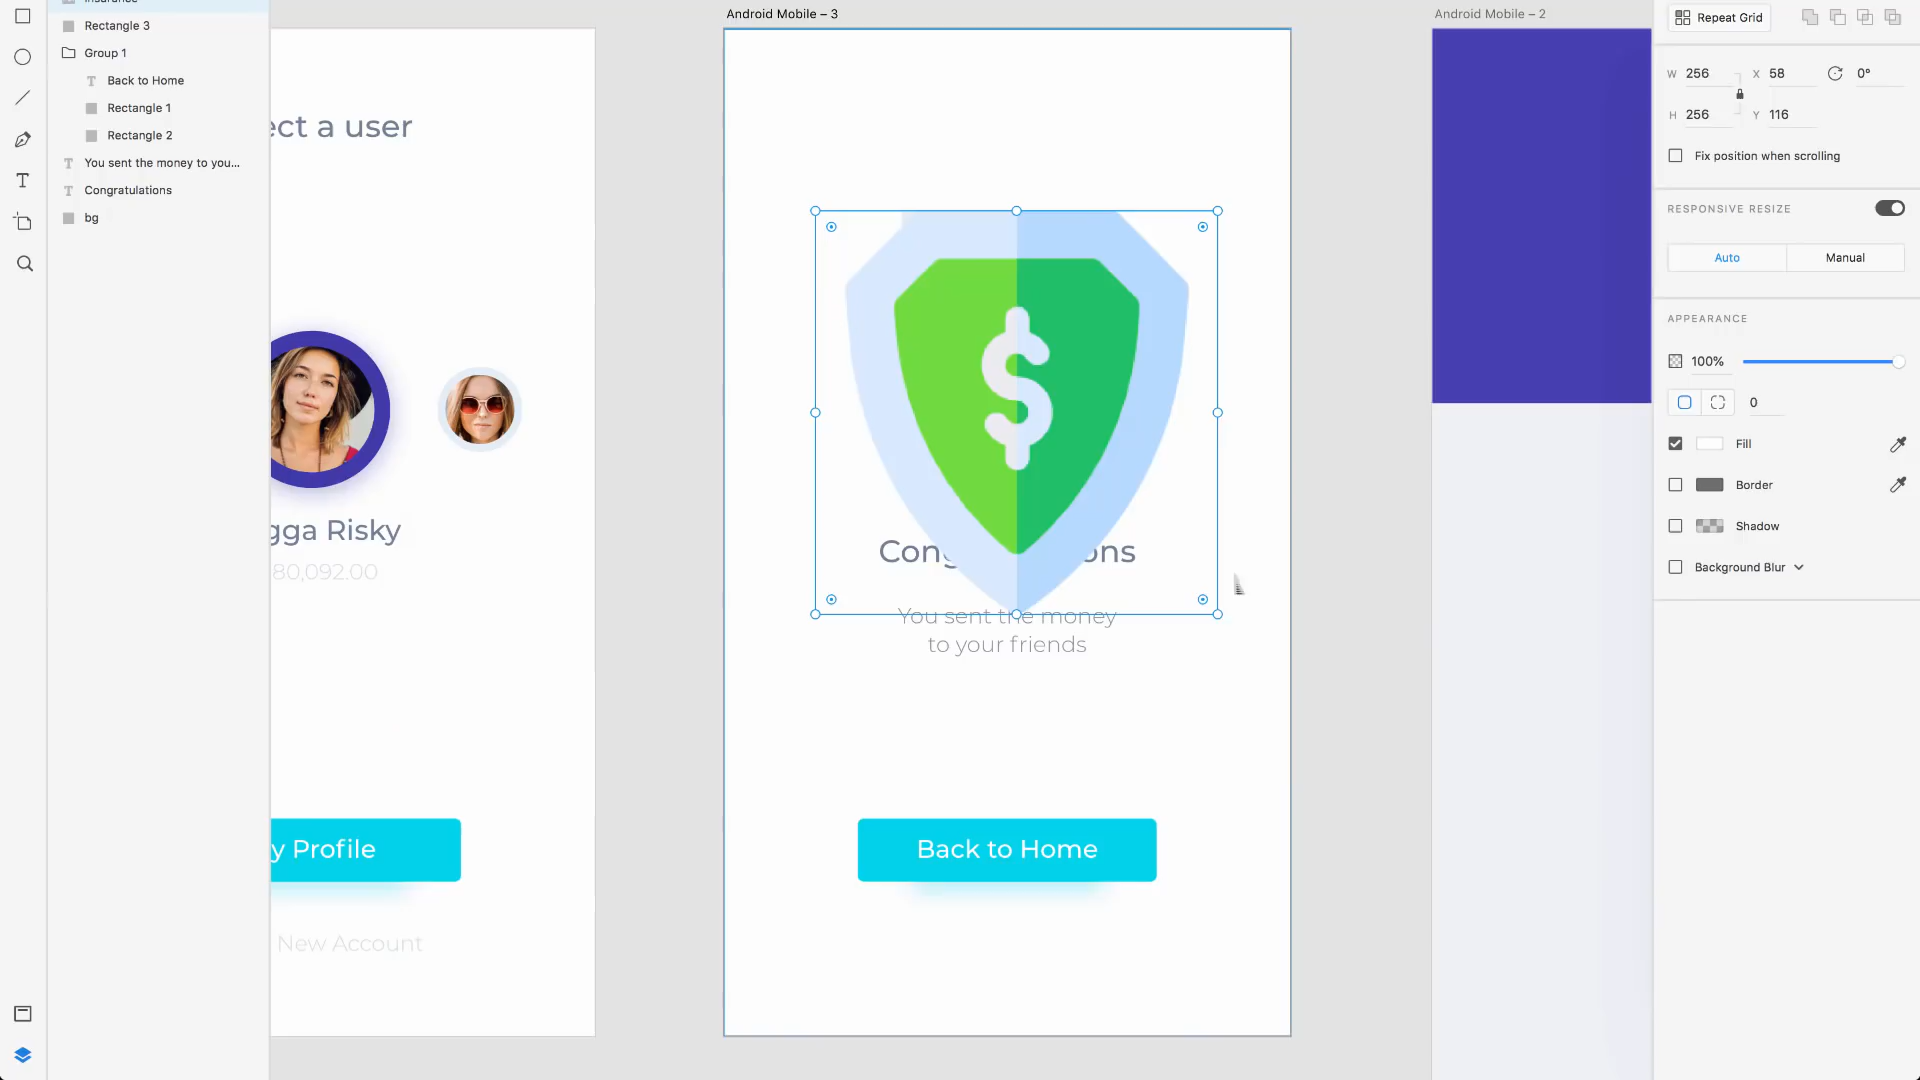 Rectangle 3
Group 1
Back to Home
Rectangle 1
Rectangle 2
You sent the money to you...
Congratulations
bg
ect a user
gga Risky
80,092.00
y Profile
New Account
Android Mobile – 3
$
Con
ons
You sent the money
to your friends
Back to Home
Android Mobile – 2
Repeat Grid
W 256 X 58 0°
H 256 Y 116
Fix position when scrolling
RESPONSIVE RESIZE
Auto Manual
APPEARANCE
100%
0
Fill
Border
Shadow
Background Blur